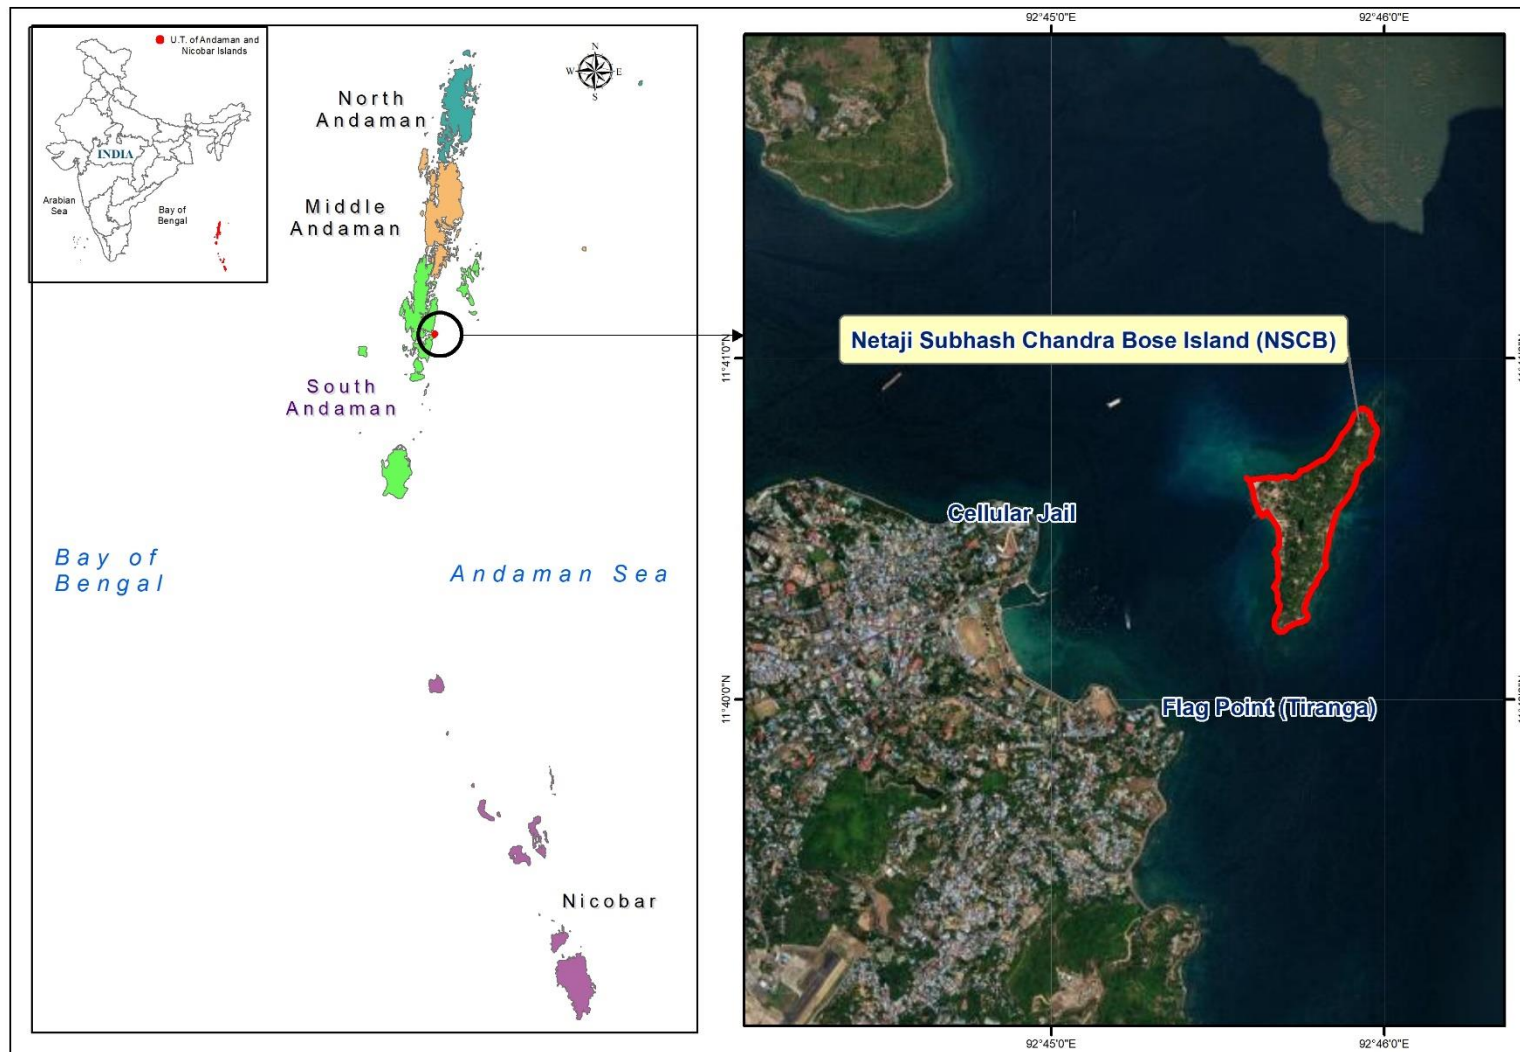 U.T. of Andaman and
Nicobar Islands
INDIA
Arabian
Sea
Bay of
Bengal
N
W
E
S
North
Andaman
Middle
Andaman
South
Andaman
Bay of
Bengal
Andaman Sea
Nicobar
92°45'0"E
92°46'0"E
Netaji Subhash Chandra Bose Island (NSCB)
11°41'0"N
Cellular Jail
11°40'0"N
Flag Point (Tiranga)
92°45'0"E
92°46'0"E